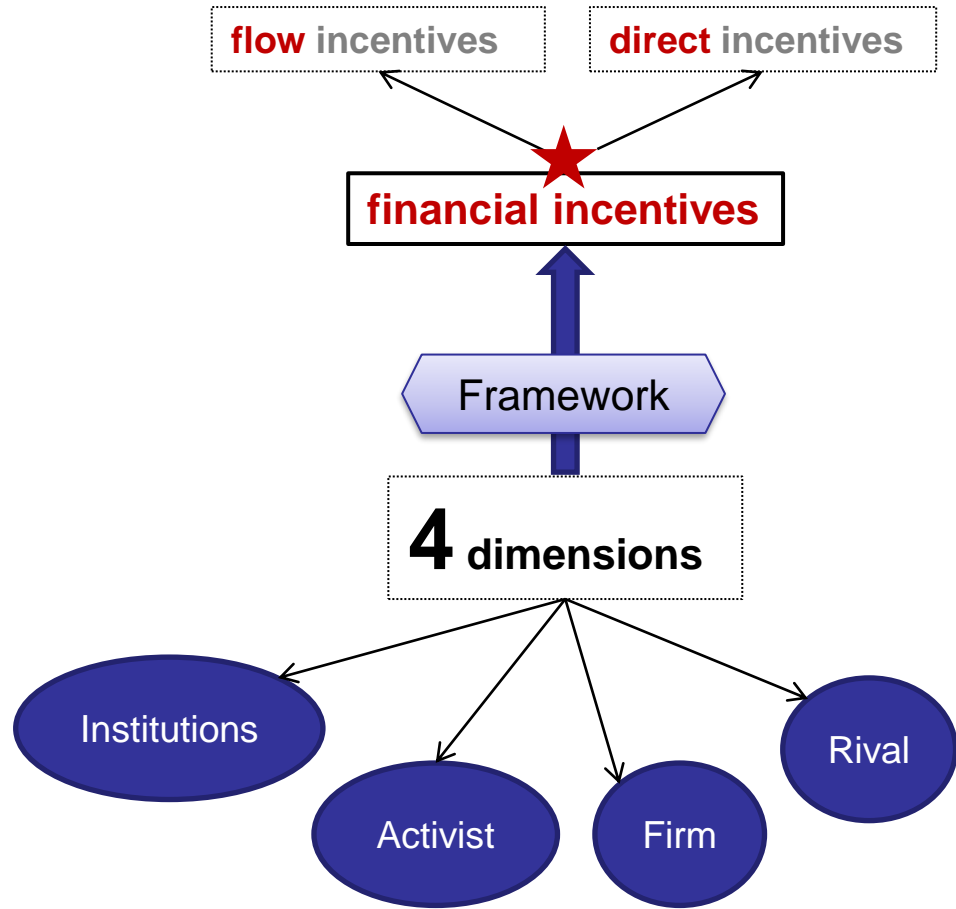 flow incentives
direct incentives
financial incentives
Framework
4 dimensions
Institutions
Rival
Activist
Firm